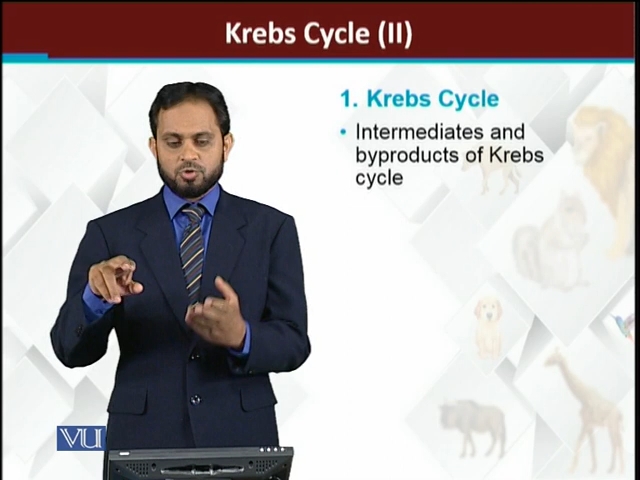 Krebs Cycle (II)
1. Krebs Cycle
• Intermediates and
byproducts of Krebs
cycle
VU